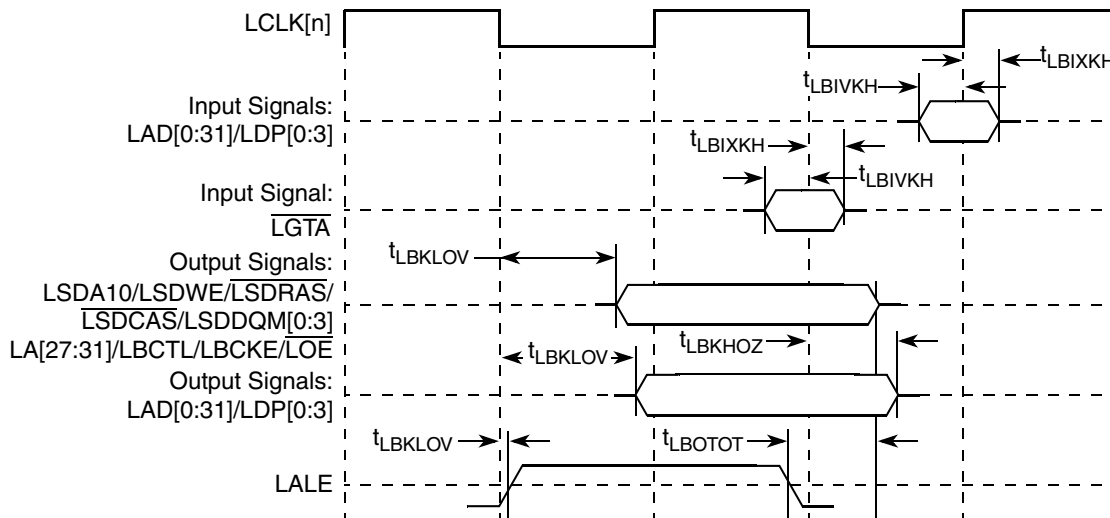 LCLK[n]
tLBIXKH
tLBIVKH
Input Signals:
LAD[0:31]/LDP[0:3]
tLBIXKH
tLBIVKH
Input Signal:
LGTA
tLBKLOV
Output Signals:
LSDA10/LSDWE/LSDRAS/
LSDCAS/LSDDQM[0:3]
LA[27:31]/LBCTL/LBCKE/LOE
tLBKLOV
tLBKHOZ
Output Signals:
LAD[0:31]/LDP[0:3]
tLBKLOV
tLBOTOT
LALE